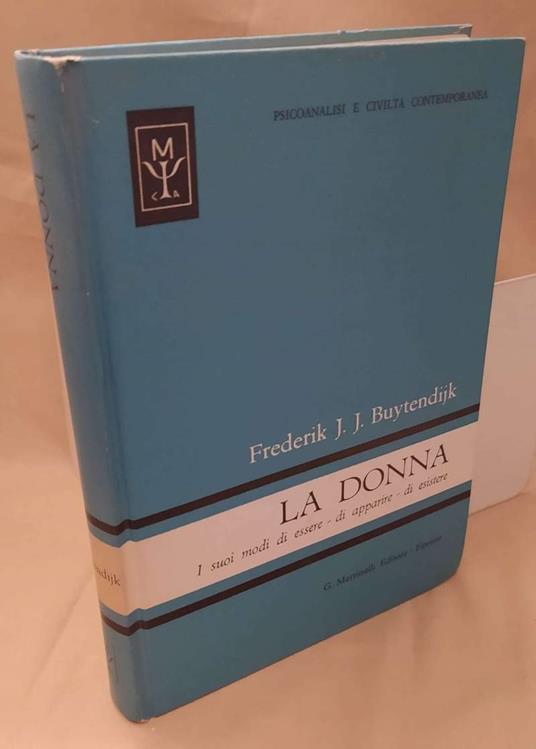 PSICOANALISI E CIVILTÀ CONTEMPORANEA
M
C A
LA DONNA
Frederik J. J. Buytendijk
LA DONNA
I suoi modi di essere - di apparire - di esistere
G. Martinelli Editore - Firenze
ndijk